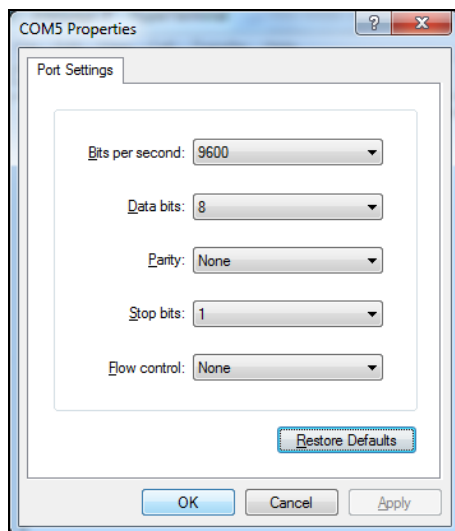 COM5 Properties
Port Settings
Bits per second: 9600
Data bits: 8
Parity: None
Stop bits: 1
Flow control: None
Restore Defaults
OK Cancel Apply